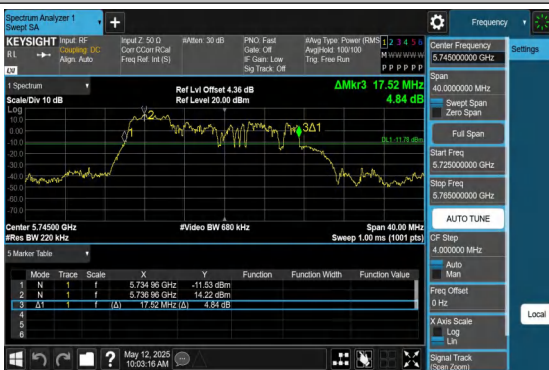 Spectrum Analyzer 1
Swept SA
Frequency
Settings
KEYSIGHT
RL
Input: RF
Coupling: DC
Align: Auto
Input Z: 50 Ω
Corr CCorr RCal
Freq Ref: Int (S)
#Atten: 30 dB
PNO: Fast
Gate: Off
IF Gain: Low
Sig Track: Off
#Avg Type: Power (RMS
Avg|Hold: 100/100
Trig: Free Run
1 2 3 4 5 6
M W W W W W
P P P P P P
1 Spectrum
Scale/Div 10 dB
Log
Ref Lvl Offset 4.36 dB
Ref Level 20.00 dBm
ΔMkr3 17.52 MHz
4.84 dB
10.0
0.00
-10.0
-20.0
-30.0
-40.0
-50.0
-60.0
-70.0
1
2
3Δ1
DL1 -11.78 dBm
Center 5.74500 GHz
#Res BW 220 kHz
#Video BW 680 kHz
Span 40.00 MHz
Sweep 1.00 ms (1001 pts)
5 Marker Table
Mode Trace Scale X Y Function Function Width Function Value
1 N 1 f 5.734 96 GHz -11.53 dBm
2 N 1 f 5.736 96 GHz 14.22 dBm
3 Δ1 1 f (Δ) 17.52 MHz (Δ) 4.84 dB
4
5
6
May 12, 2025
10:03:16 AM
Center Frequency
5.745000000 GHz
Span
40.0000000 MHz
Swept Span
Zero Span
Full Span
Start Freq
5.725000000 GHz
Stop Freq
5.765000000 GHz
AUTO TUNE
CF Step
4.000000 MHz
Auto
Man
Freq Offset
0 Hz
X Axis Scale
Log
Lin
Signal Track
(Span Zoom)
Local